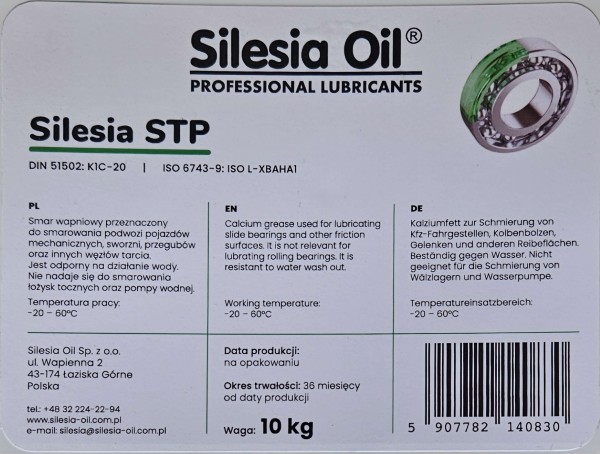 Silesia Oil®
PROFESSIONAL LUBRICANTS
Silesia STP
DIN 51502: K1C-20 | ISO 6743-9: ISO L-XBAHA1
PL
Smar wapniowy przeznaczony
do smarowania podwozi pojazdów
mechanicznych, sworzni, przegubów
oraz innych węzłów tarcia.
Jest odporny na działanie wody.
Nie nadaje się do smarowania
łożysk tocznych oraz pompy wodnej.
Temperatura pracy:
-20 – 60°C
EN
Calcium grease used for lubricating
slide bearings and other friction
surfaces. It is not relevant for
lubrating rolling bearings. It is
resistant to water wash out.
Working temperature:
-20 – 60°C
DE
Kalziumfett zur Schmierung von
Kfz-Fahrgestellen, Kolbenbolzen,
Gelenken und anderen Reibeflächen.
Beständig gegen Wasser. Nicht
geeignet für die Schmierung von
Wälzlagern und Wasserpumpe.
Temperatureinsatzbereich:
-20 – 60°C
Silesia Oil Sp. z o.o.
ul. Wapienna 2
43-174 Łaziska Górne
Polska
tel.: +48 32 224-22-94
www.silesia-oil.com.pl
e-mail: silesia@silesia-oil.com.pl
Data produkcji:
na opakowaniu
Okres trwałości: 36 miesięcy
od daty produkcji
Waga: 10 kg
5 907782 140830